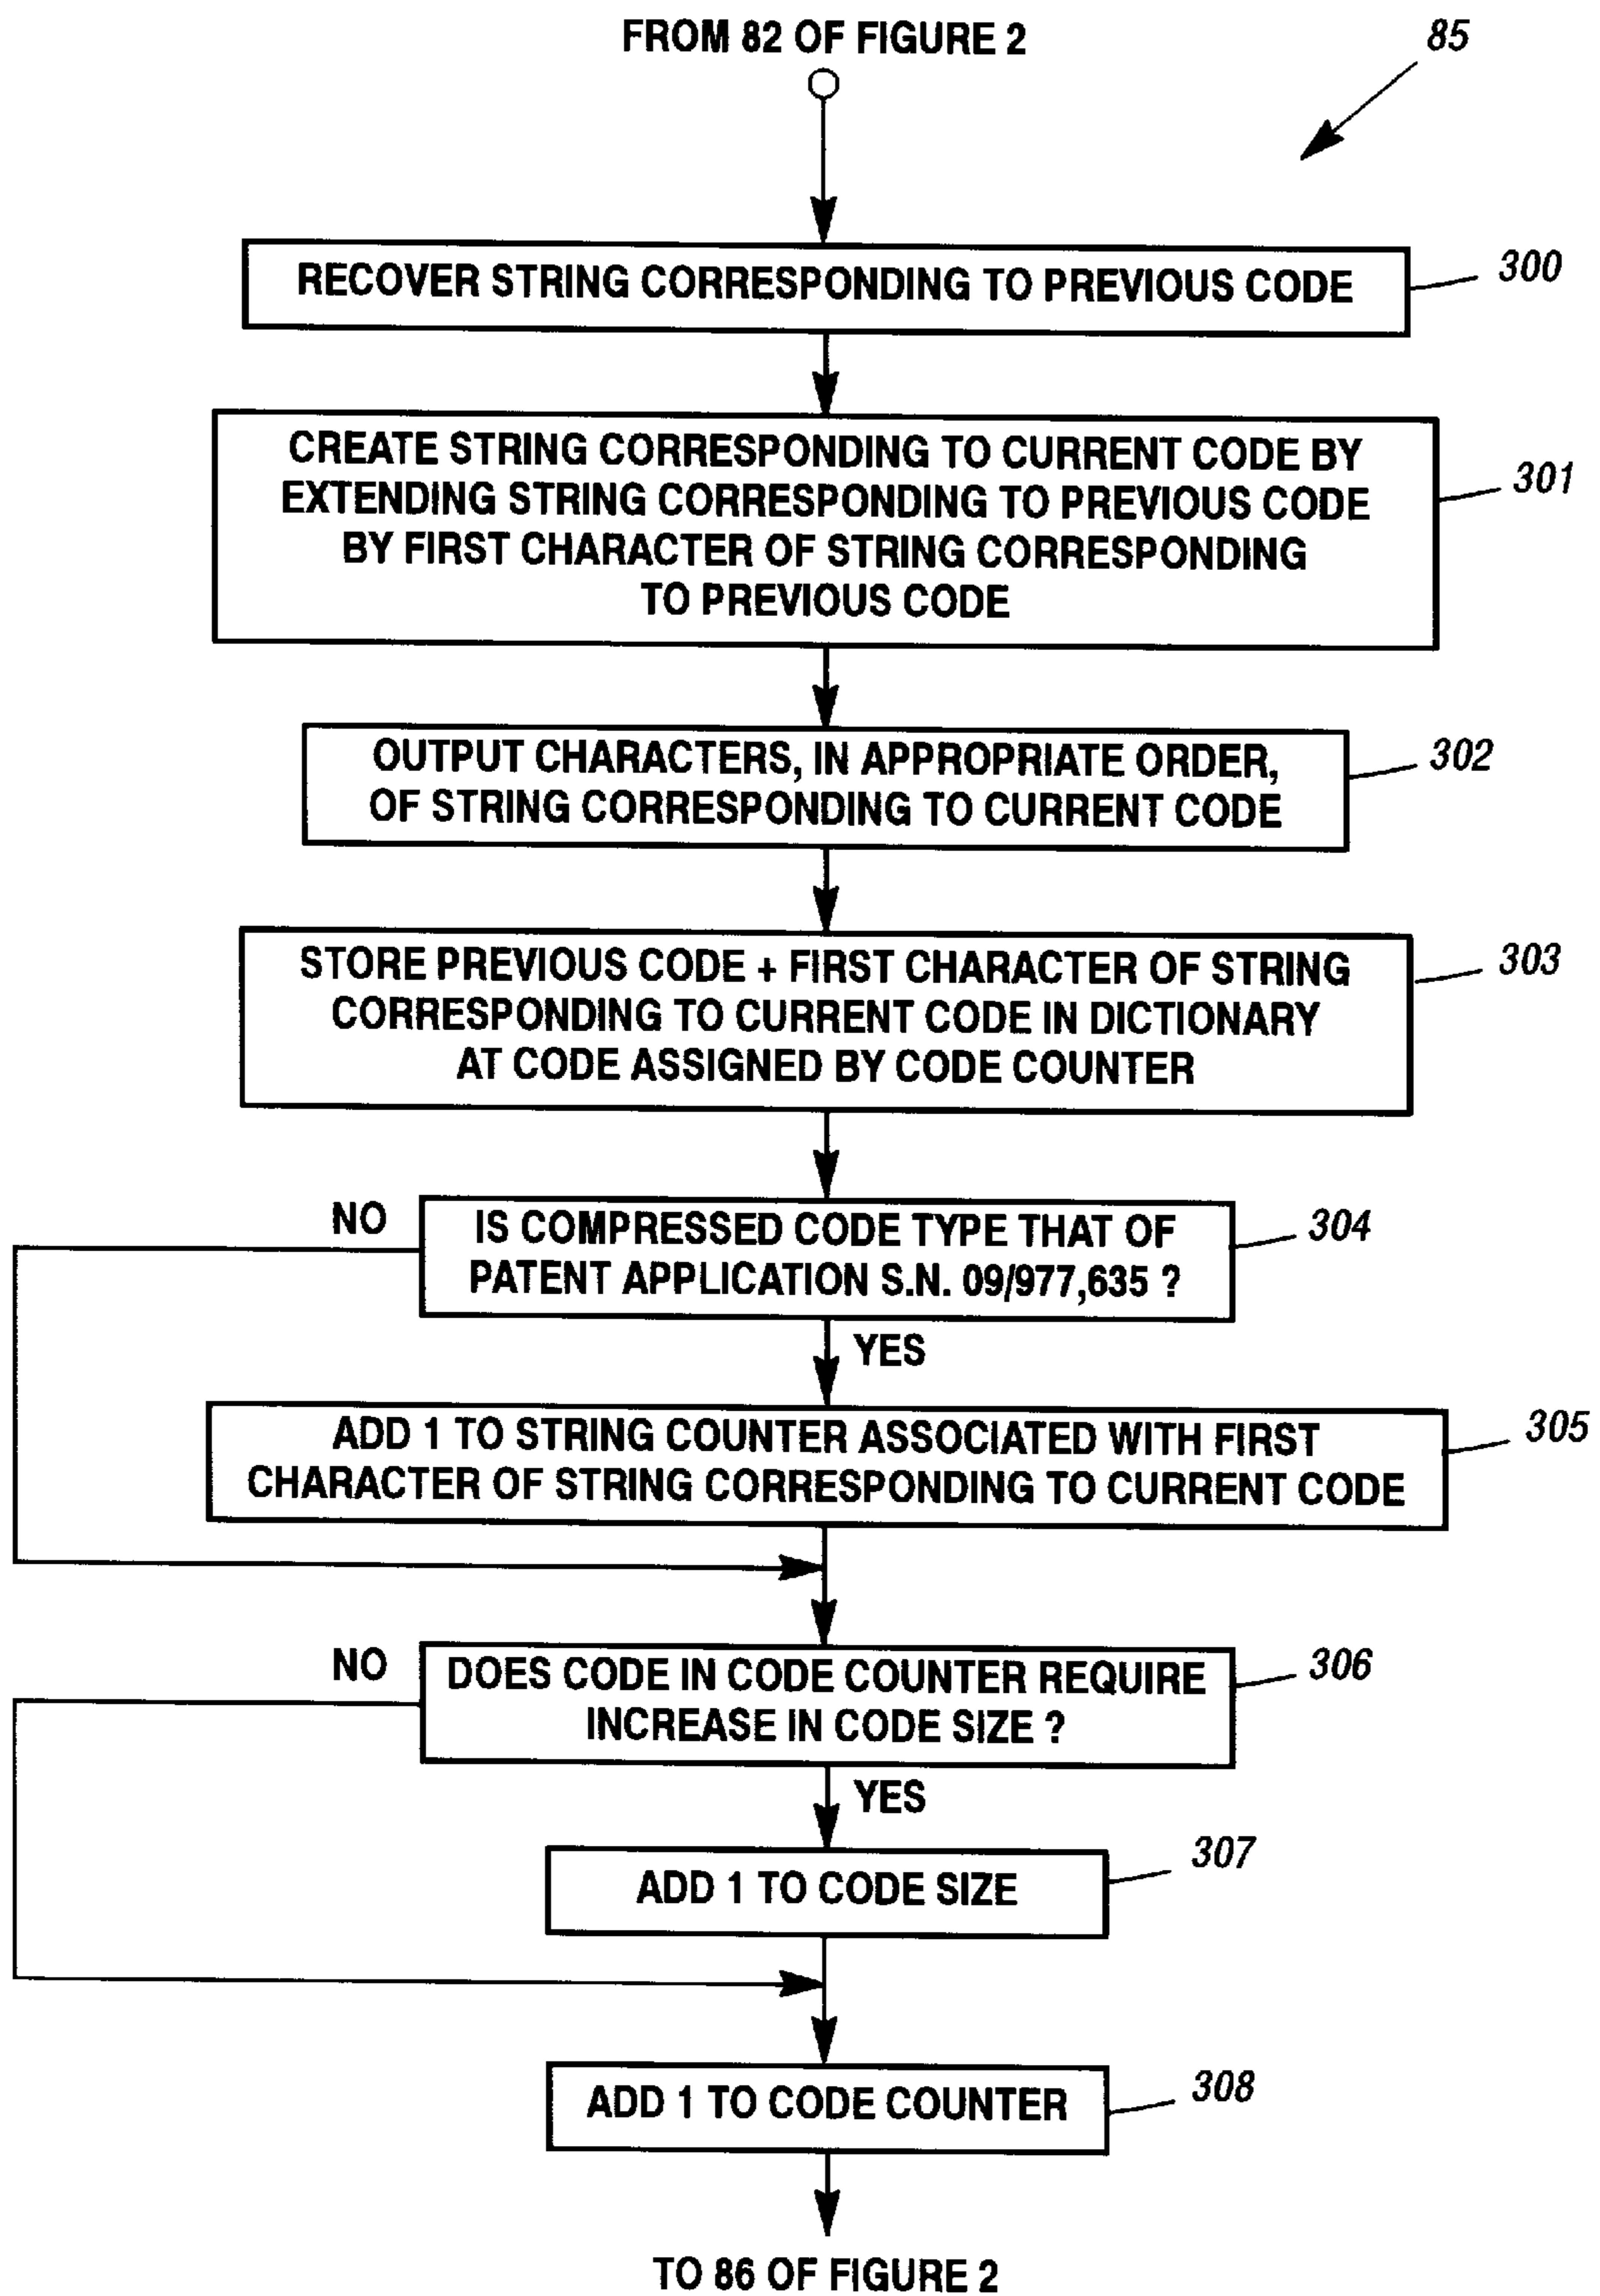 FROM 82 OF FIGURE 2
85
RECOVER STRING CORRESPONDING TO PREVIOUS CODE
300
CREATE STRING CORRESPONDING TO CURRENT CODE BY
EXTENDING STRING CORRESPONDING TO PREVIOUS CODE
BY FIRST CHARACTER OF STRING CORRESPONDING
TO PREVIOUS CODE
301
OUTPUT CHARACTERS, IN APPROPRIATE ORDER,
OF STRING CORRESPONDING TO CURRENT CODE
302
STORE PREVIOUS CODE + FIRST CHARACTER OF STRING
CORRESPONDING TO CURRENT CODE IN DICTIONARY
AT CODE ASSIGNED BY CODE COUNTER
303
NO
IS COMPRESSED CODE TYPE THAT OF
PATENT APPLICATION S.N. 09/977,635 ?
304
YES
ADD 1 TO STRING COUNTER ASSOCIATED WITH FIRST
CHARACTER OF STRING CORRESPONDING TO CURRENT CODE
305
NO
DOES CODE IN CODE COUNTER REQUIRE
INCREASE IN CODE SIZE ?
306
YES
ADD 1 TO CODE SIZE
307
ADD 1 TO CODE COUNTER
308
TO 86 OF FIGURE 2